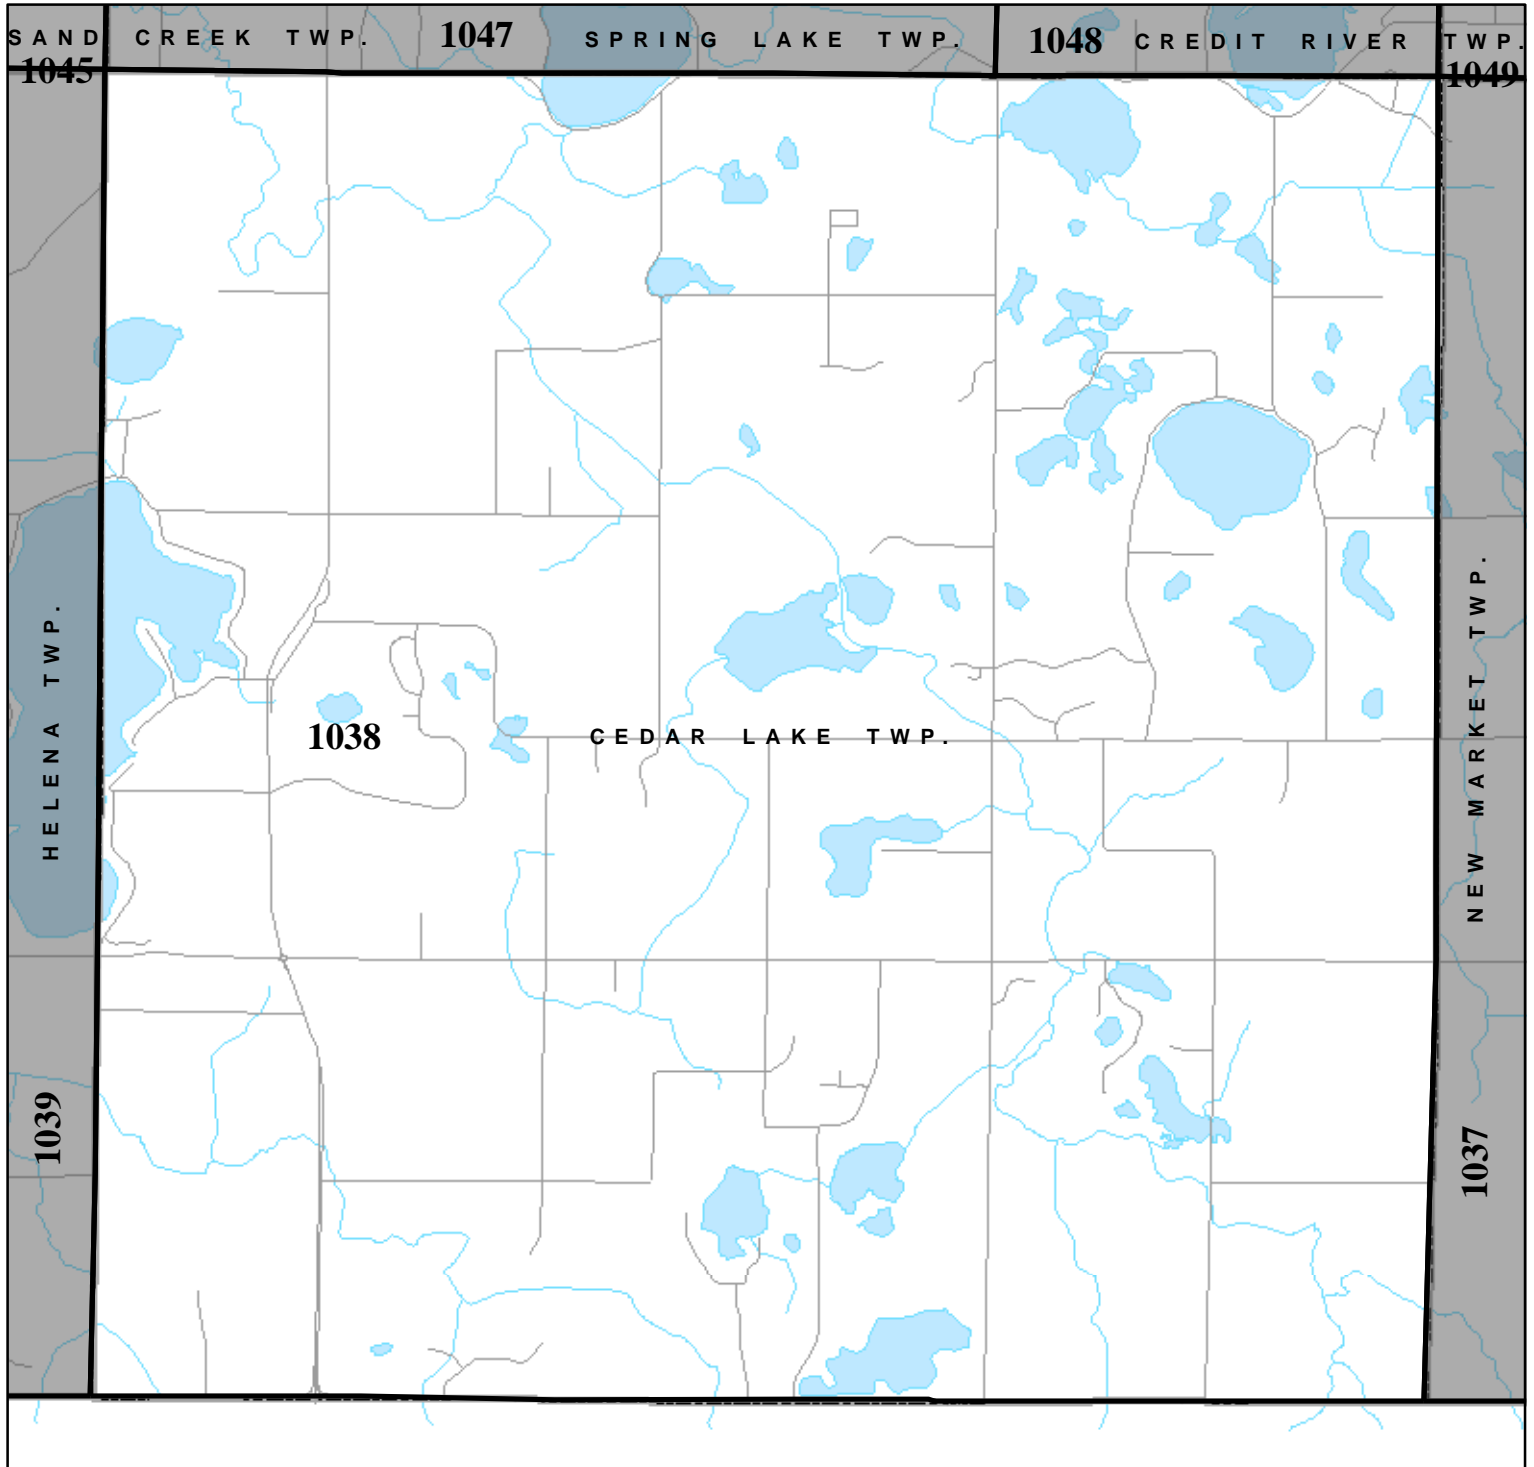 SAND CREEK TWP. 1047 SPRING LAKE TWP. 1048 CREDIT RIVER TWP.
1045 1049
HELENA TWP.
NEW MARKET TWP.
1038 CEDAR LAKE TWP.
1039
1037